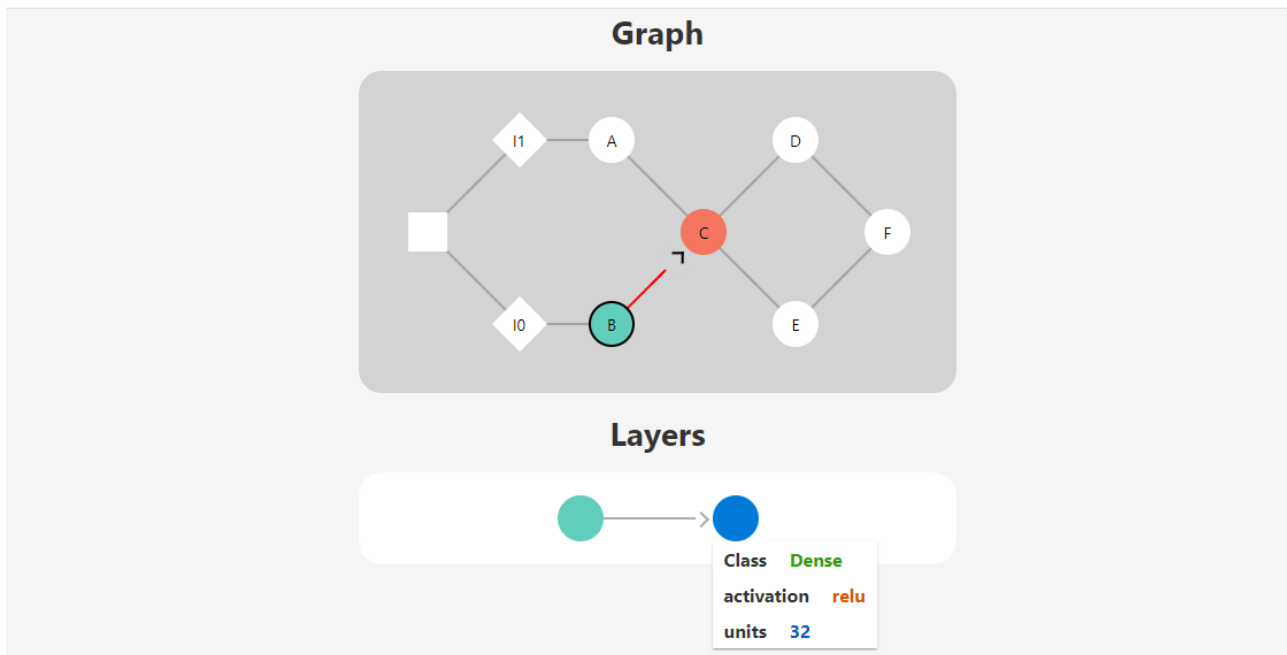 Graph
I1
A
D
C
F
I0
B
E
Layers
Class Dense
activation relu
units 32